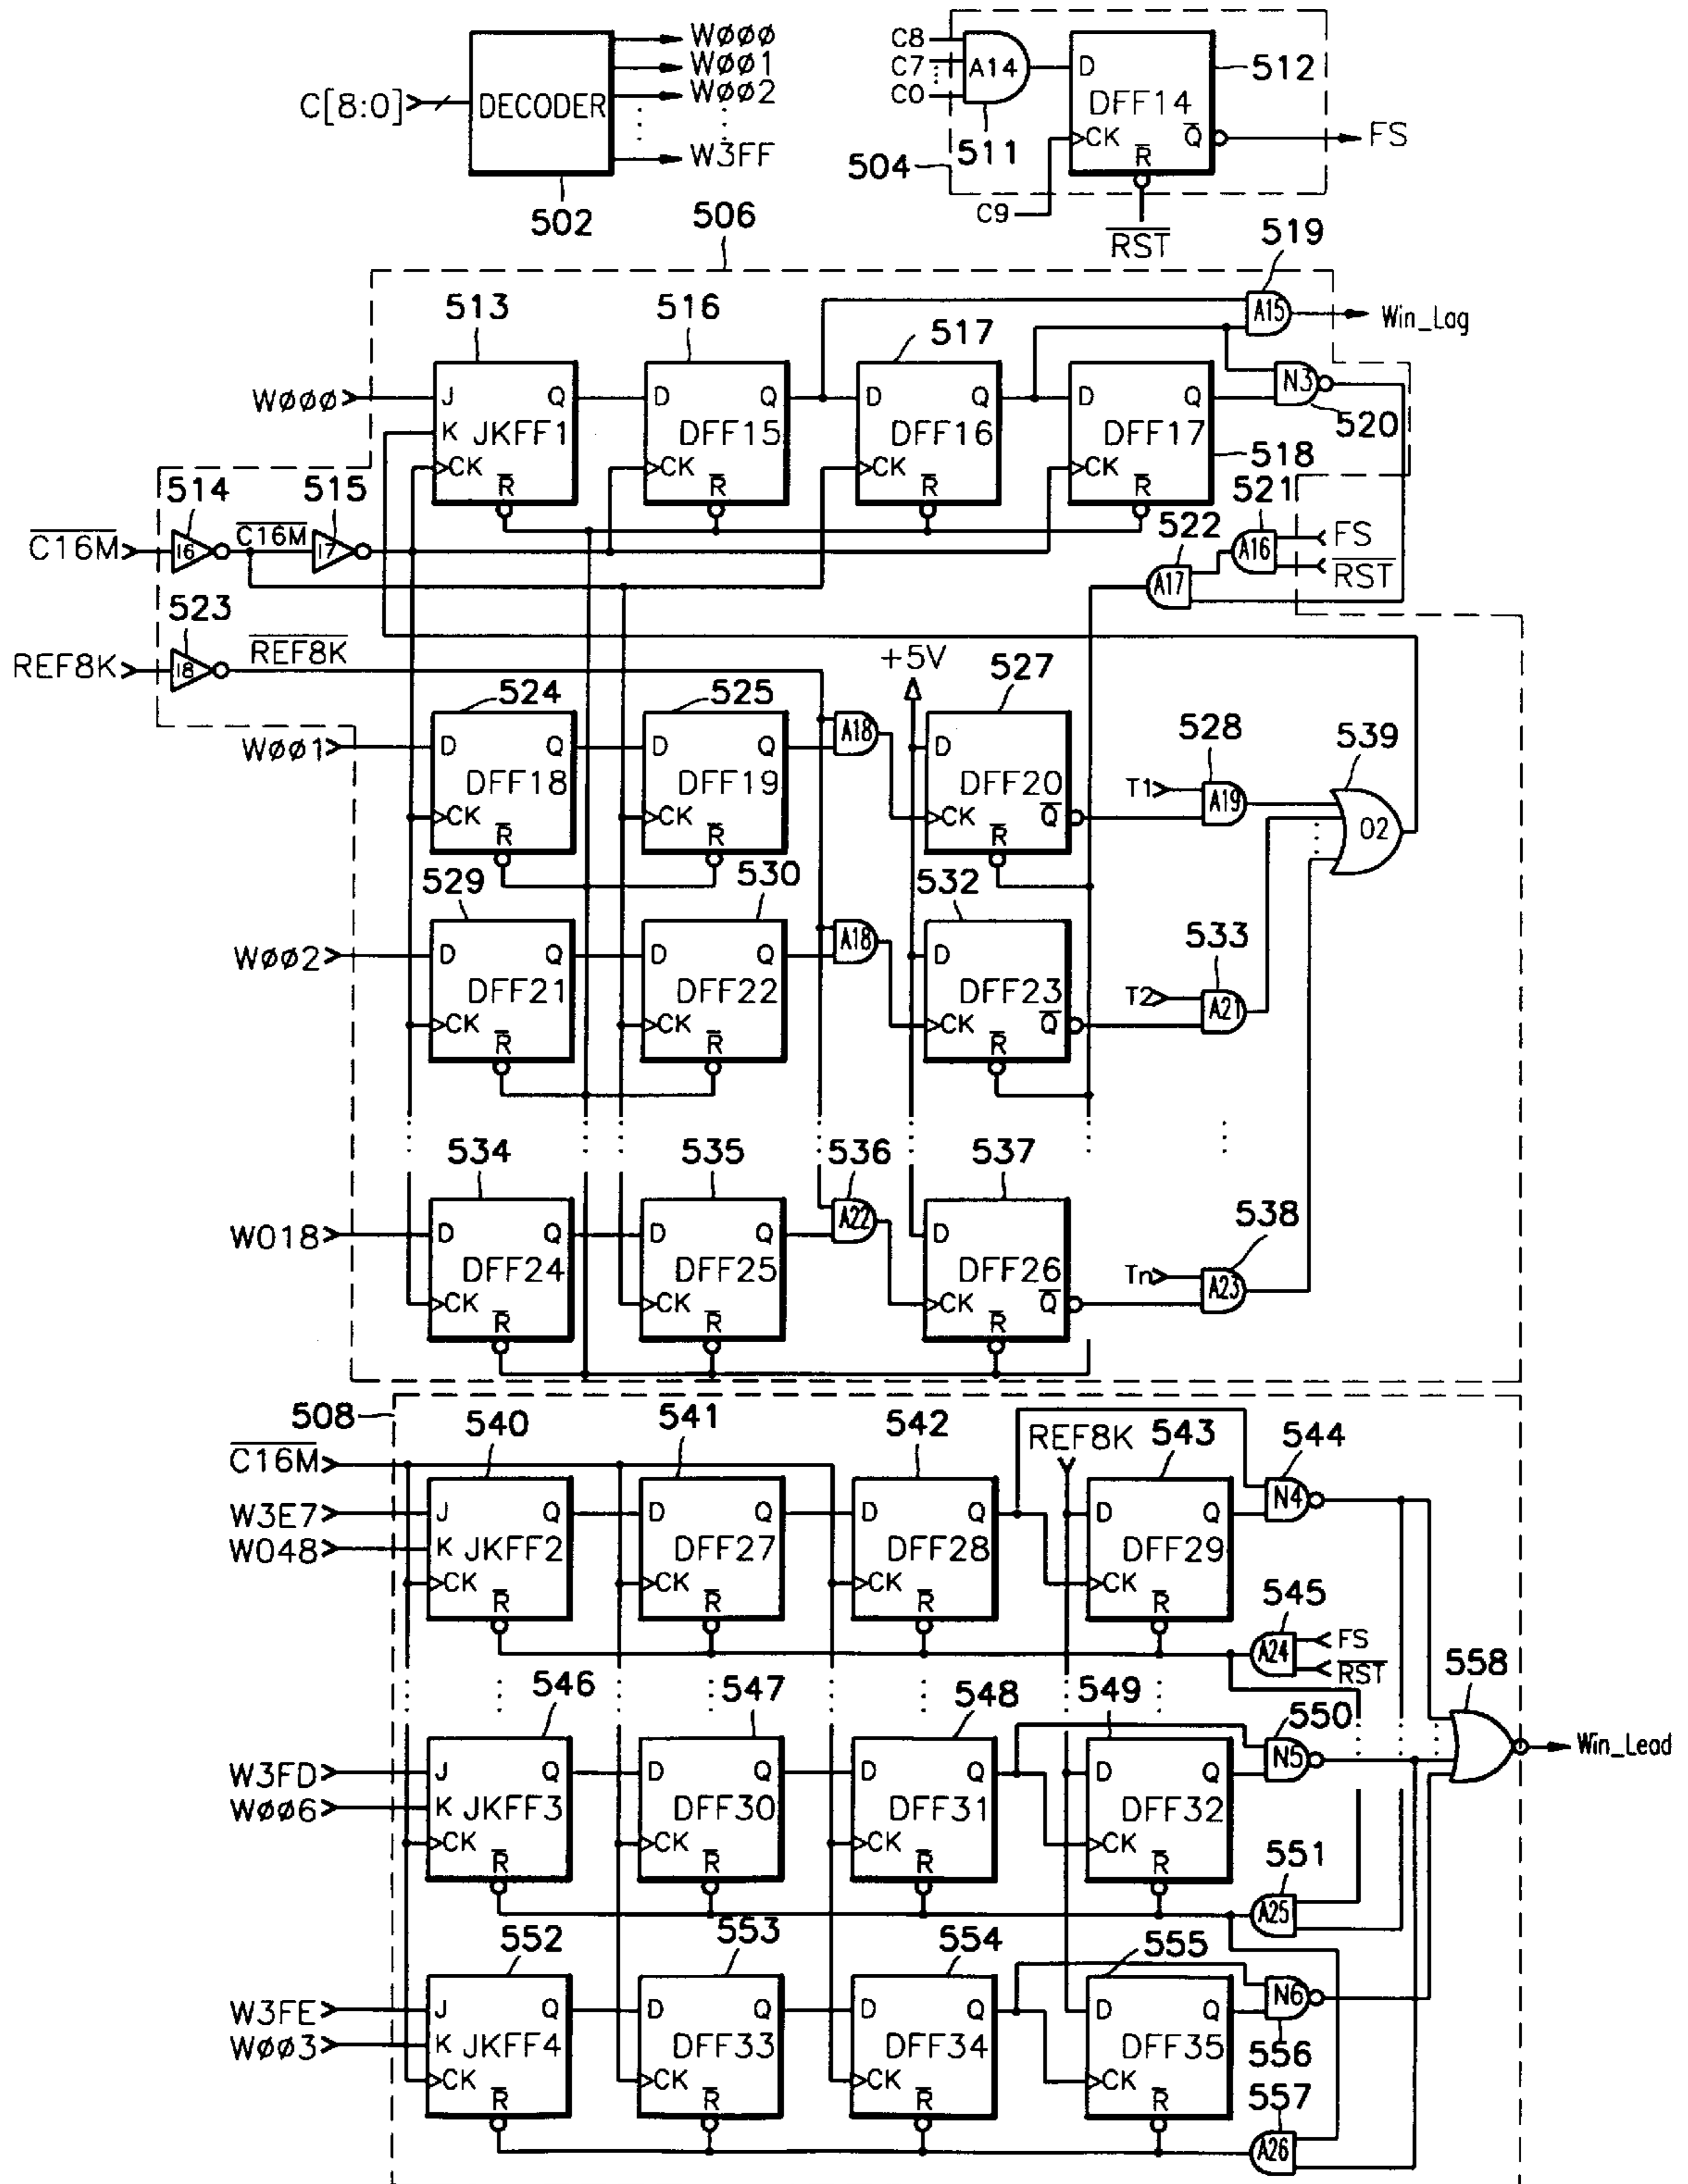 WØØØ
WØØ1
C[8:0]
DECODER
WØØ2
W3FF
502
C8
C7
C0
A14
511
D
DFF14
CK
Q
R
512
504
FS
C9
RST
506
513
516
517
519
A15
Win_Lag
WØØØ
J
K
JKFF1
Q
CK
R
D
DFF15
Q
CK
R
D
DFF16
Q
CK
R
D
DFF17
Q
CK
R
N3
520
518
514
515
C16M
I6
C16M
I7
521
522
A16
FS
RST
A17
523
REF8K
I8
REF8K
+5V
524
525
527
528
539
WØØ1
D
DFF18
Q
CK
R
D
DFF19
Q
CK
R
A18
D
DFF20
CK
Q
R
T1
A19
O2
529
530
532
533
WØØ2
D
DFF21
Q
CK
R
D
DFF22
Q
CK
R
A18
D
DFF23
CK
Q
R
T2
A21
534
535
536
537
538
W018
D
DFF24
Q
CK
R
D
DFF25
Q
CK
R
A22
D
DFF26
CK
Q
R
Tn
A23
508
540
541
542
REF8K
543
544
C16M
W3E7
W048
J
K
JKFF2
Q
CK
R
D
DFF27
Q
CK
R
D
DFF28
Q
CK
R
D
DFF29
Q
CK
R
N4
545
A24
FS
RST
558
546
547
548
549
550
W3FD
WØØ6
J
K
JKFF3
Q
CK
R
D
DFF30
Q
CK
R
D
DFF31
Q
CK
R
D
DFF32
Q
CK
R
N5
Win_Lead
551
A25
552
553
554
555
W3FE
WØØ3
J
K
JKFF4
Q
CK
R
D
DFF33
Q
CK
R
D
DFF34
Q
CK
R
D
DFF35
Q
CK
R
N6
556
557
A26